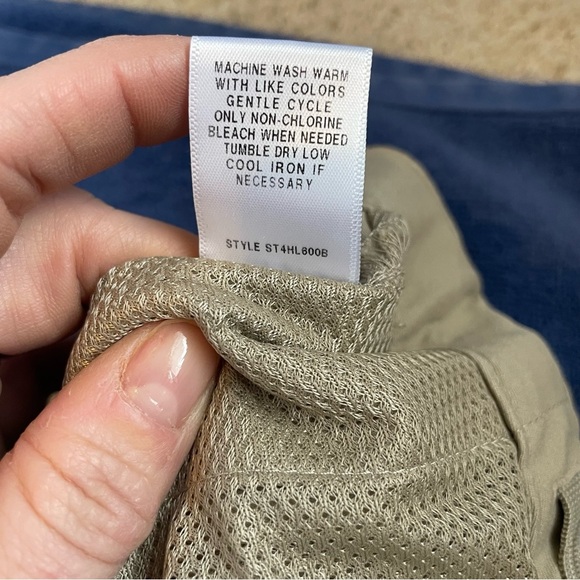 MACHINE WASH WARM
WITH LIKE COLORS
GENTLE CYCLE
ONLY NON-CHLORINE
BLEACH WHEN NEEDED
TUMBLE DRY LOW
COOL IRON IF
NECESSARY
STYLE ST4HL600B